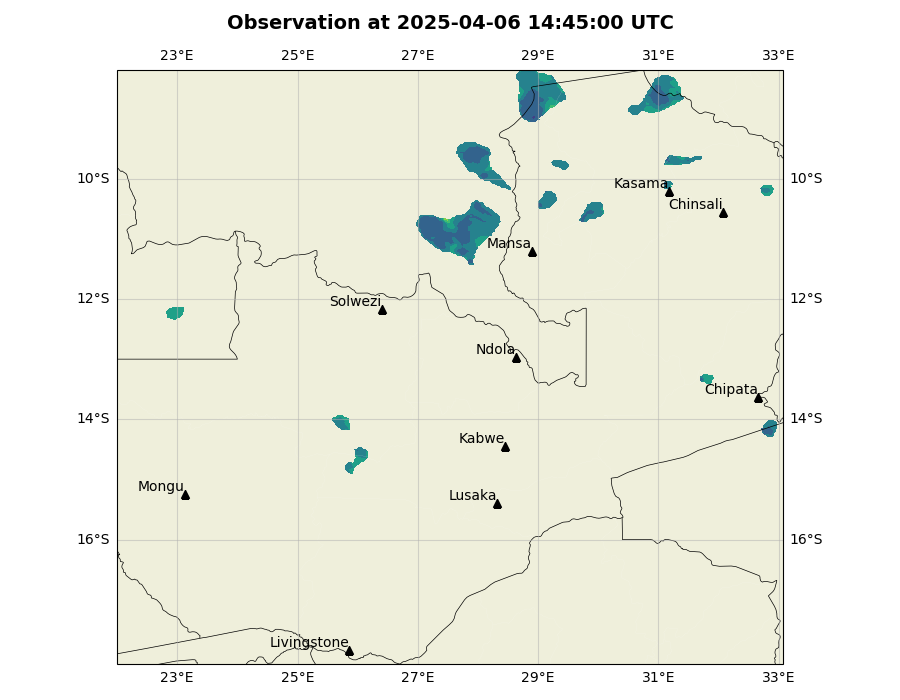 Observation at 2025-04-06 14:45:00 UTC
23°E 25°E 27°E 29°E 31°E 33°E
10°S 10°S
Kasama
Chinsali
Mansa
12°S 12°S
Solwezi
Ndola
Chipata
14°S 14°S
Kabwe
Mongu
Lusaka
16°S 16°S
Livingstone
23°E 25°E 27°E 29°E 31°E 33°E